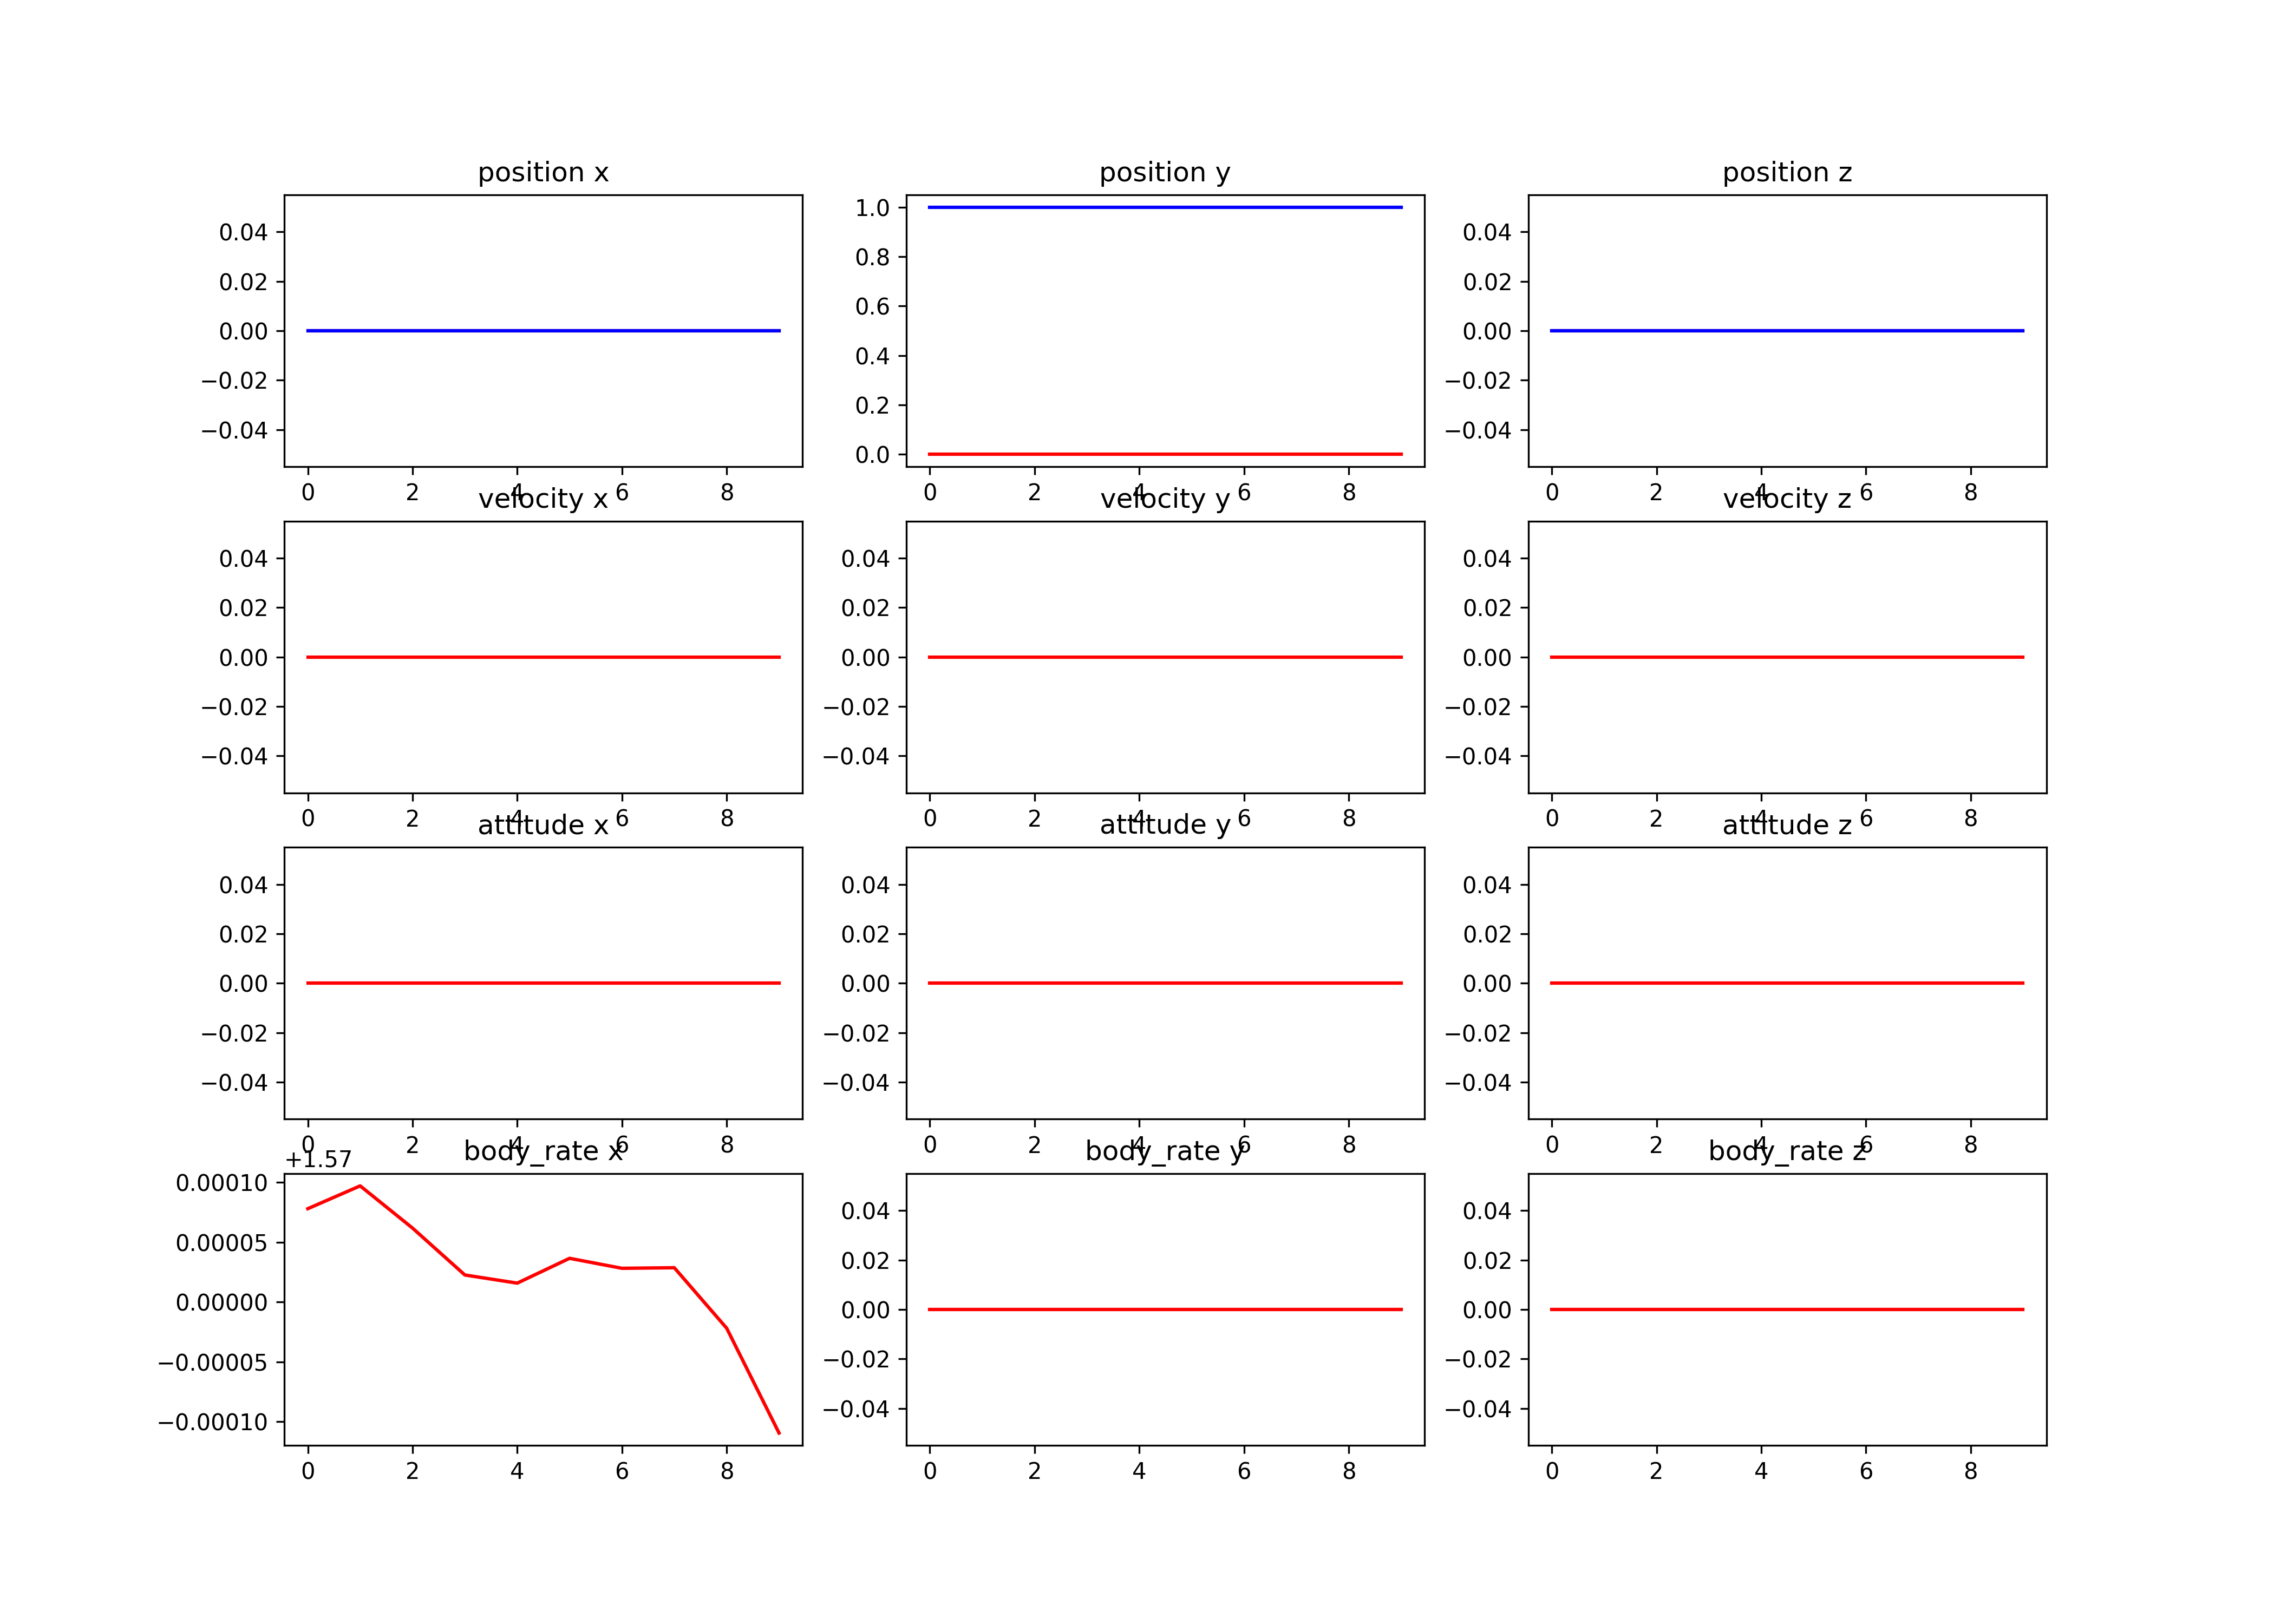 position x position y position z
0.04 1.0 0.04
0.02 0.8 0.02
0.00 0.6 0.00
−0.02 0.4 −0.02
−0.04 0.2 −0.04
0.0
0 2 4 6 8 0 2 4 6 8 0 2 4 6 8
velocity x velocity y velocity z
0.04 0.04 0.04
0.02 0.02 0.02
0.00 0.00 0.00
−0.02 −0.02 −0.02
−0.04 −0.04 −0.04
0 2 4 6 8 0 2 4 6 8 0 2 4 6 8
attitude x attitude y attitude z
0.04 0.04 0.04
0.02 0.02 0.02
0.00 0.00 0.00
−0.02 −0.02 −0.02
−0.04 −0.04 −0.04
0 2 4 6 8 0 2 4 6 8 0 2 4 6 8
+1.57 body_rate x body_rate y body_rate z
0.00010 0.04 0.04
0.00005 0.02 0.02
0.00000 0.00 0.00
−0.00005 −0.02 −0.02
−0.00010 −0.04 −0.04
0 2 4 6 8 0 2 4 6 8 0 2 4 6 8